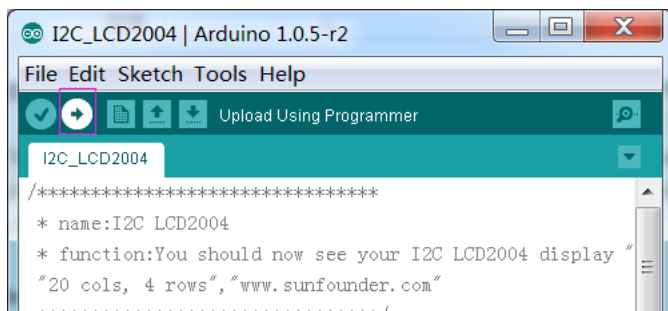 I2C_LCD2004 | Arduino 1.0.5-r2
File Edit Sketch Tools Help
Upload Using Programmer
I2C_LCD2004
/********************************
* name:I2C LCD2004
* function:You should now see your I2C LCD2004 display "
"20 cols, 4 rows","www.sunfounder.com"